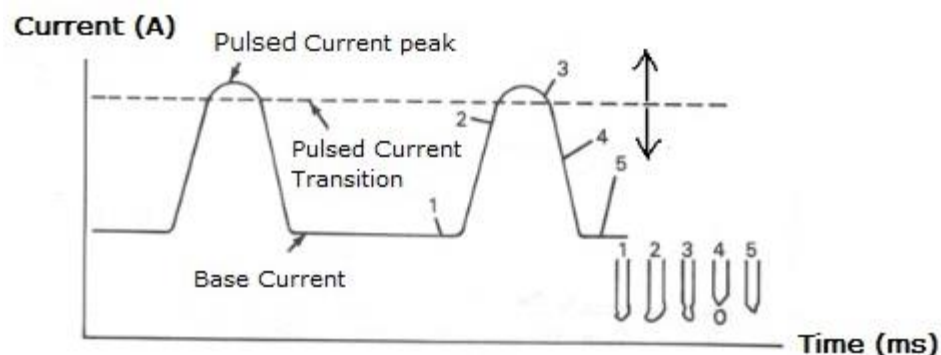 Current (A)
Pulsed Current peak
3
2
Pulsed Current
Transition
4
5
1
Base Current
1 2 3 4 5
Time (ms)